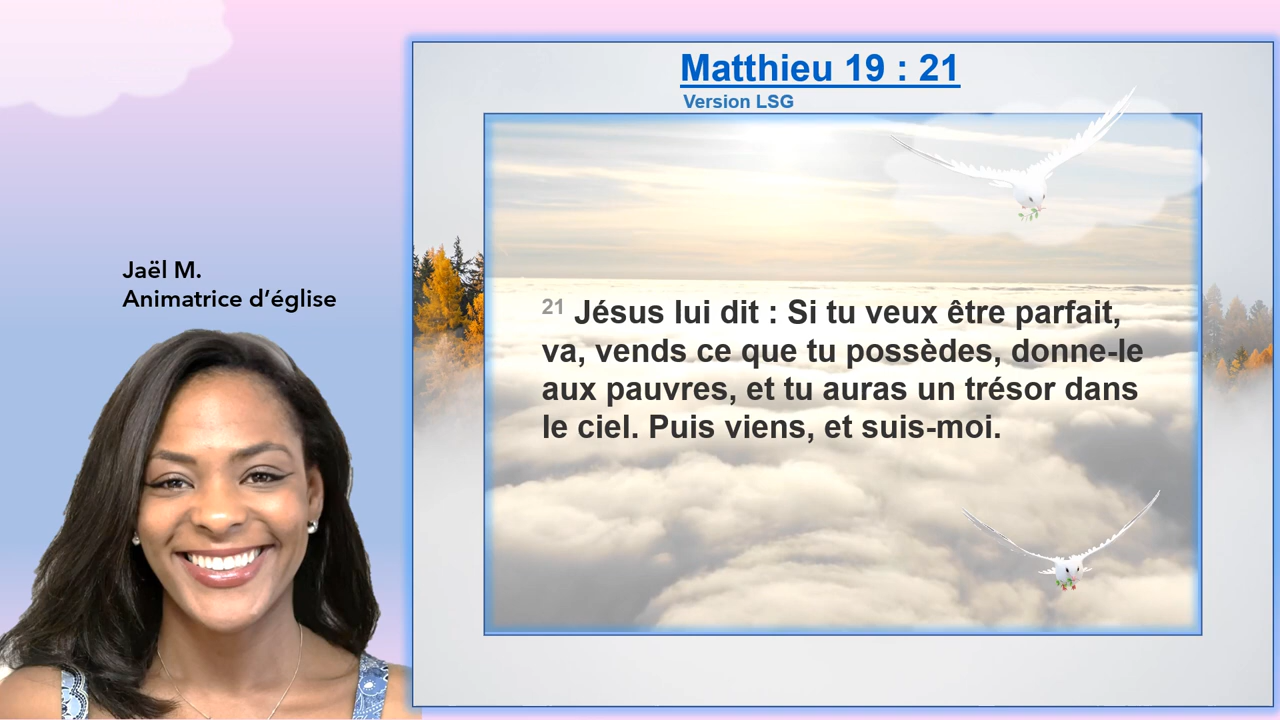 Matthieu 19 : 21
Version LSG
Jaël M.
Animatrice d’église
21 Jésus lui dit : Si tu veux être parfait,
va, vends ce que tu possèdes, donne-le
aux pauvres, et tu auras un trésor dans
le ciel. Puis viens, et suis-moi.